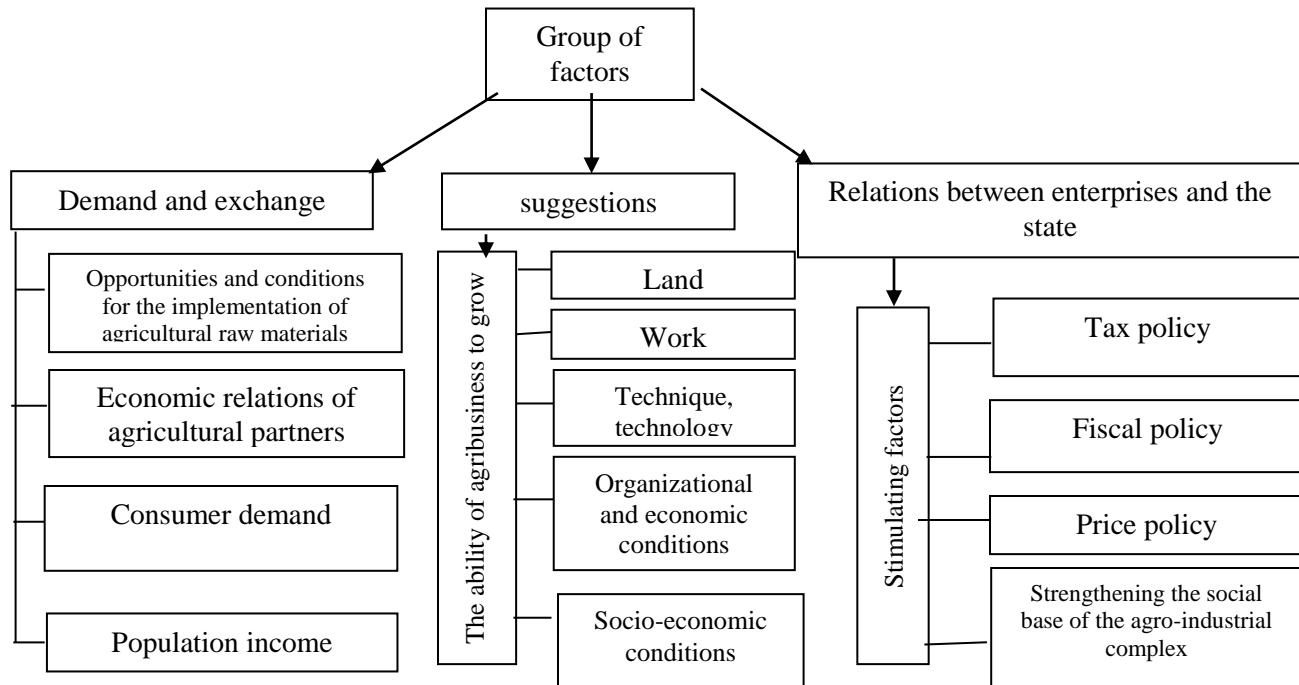 Group of
factors
Demand and exchange
suggestions
Relations between enterprises and the
state
Opportunities and conditions
for the implementation of
agricultural raw materials
Economic relations of
agricultural partners
Consumer demand
Population income
The ability of agribusiness to grow
Land
Work
Technique,
technology
Organizational
and economic
conditions
Socio-economic
conditions
Stimulating factors
Tax policy
Fiscal policy
Price policy
Strengthening the social
base of the agro-industrial
complex